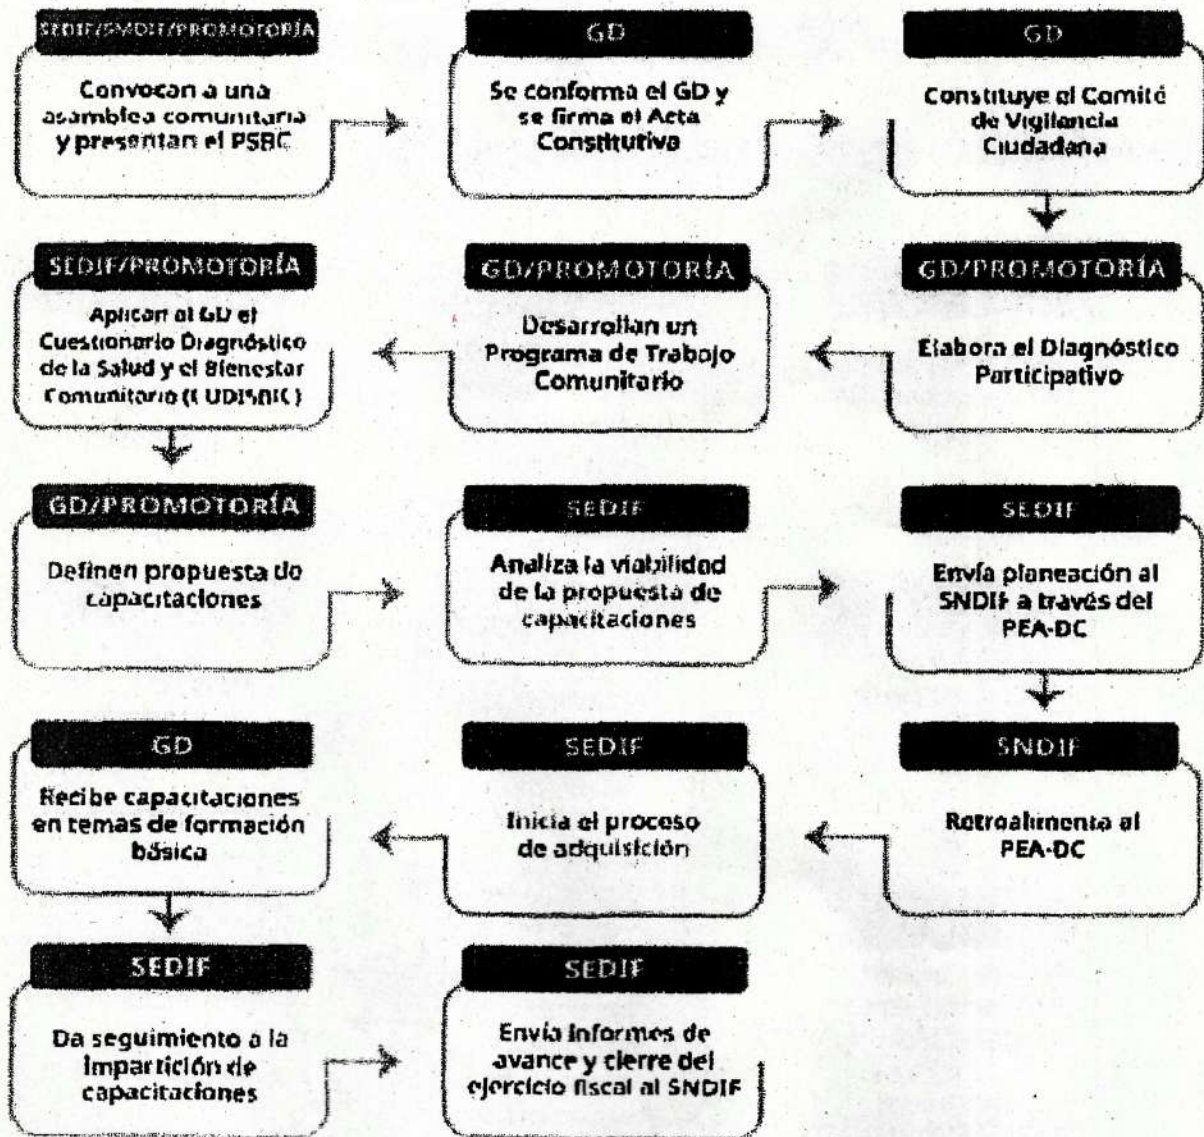 SEDIF/SMDIF/PROMOTORÍA
Convocan a una
asamblea comunitaria
y presentan el PSBC
GD
Se conforma el GD y
se firma el Acta
Constitutiva
GD
Constituye el Comité
de Vigilancia
Ciudadana
GD/PROMOTORÍA
Elabora el Diagnóstico
Participativo
GD/PROMOTORÍA
Desarrollan un
Programa de Trabajo
Comunitario
SEDIF/PROMOTORÍA
Aplican al GD el
Cuestionario Diagnóstico
de la Salud y el Bienestar
Comunitario (CUDISBIC)
GD/PROMOTORÍA
Definen propuesta de
capacitaciones
SEDIF
Analiza la viabilidad
de la propuesta de
capacitaciones
SEDIF
Envía planeación al
SNDIF a través del
PEA-DC
SNDIF
Retroalimenta al
PEA-DC
SEDIF
Inicia el proceso
de adquisición
GD
Recibe capacitaciones
en temas de formación
básica
SEDIF
Da seguimiento a la
impartición de
capacitaciones
SEDIF
Envía informes de
avance y cierre del
ejercicio fiscal al SNDIF